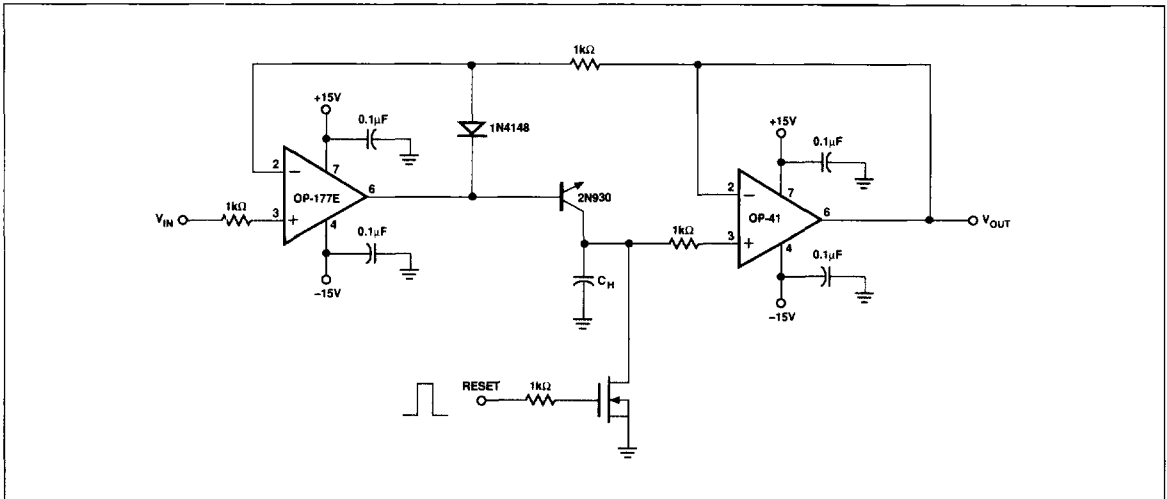 1kΩ
+15V
0.1µF
1N4148
+15V
0.1µF
2
−
7
OP-177E
6
2N930
2
−
7
OP-41
6
V_OUT
V_IN
1kΩ
3
+
4
1kΩ
3
+
4
0.1µF
−15V
C_H
0.1µF
−15V
RESET
1kΩ